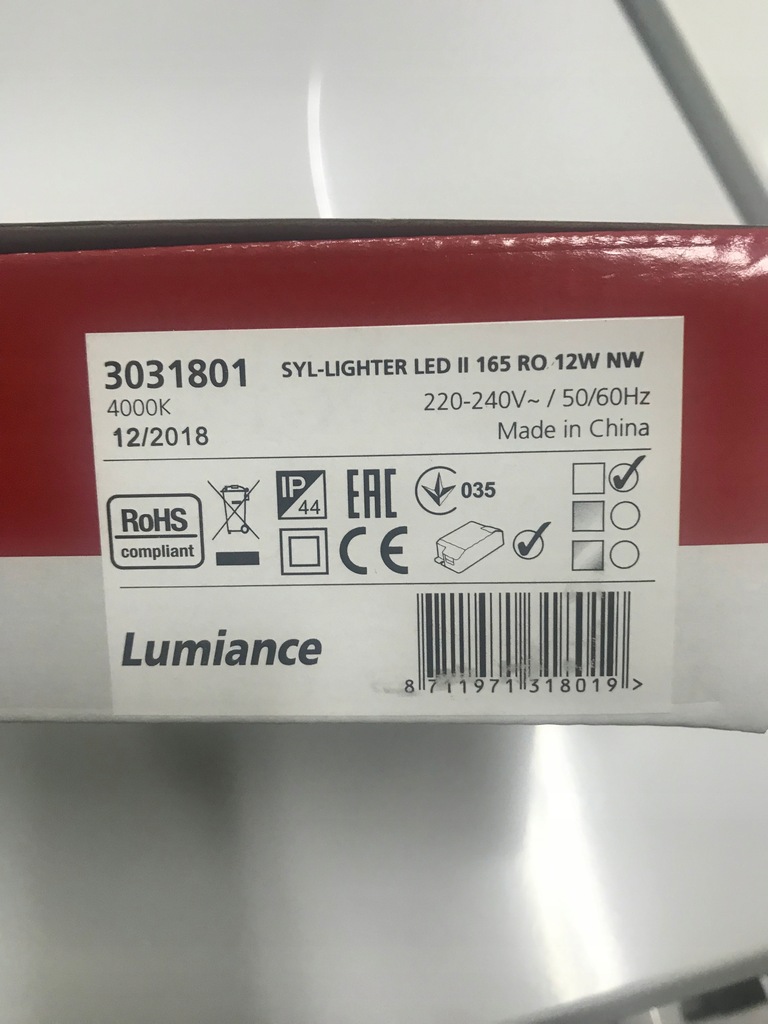 3031801 SYL-LIGHTER LED II 165 RO 12W NW
4000K 220-240V~ / 50/60Hz
12/2018 Made in China
RoHS
compliant
IP
44
EAC
035
CE
Lumiance
8 711971 318019 >